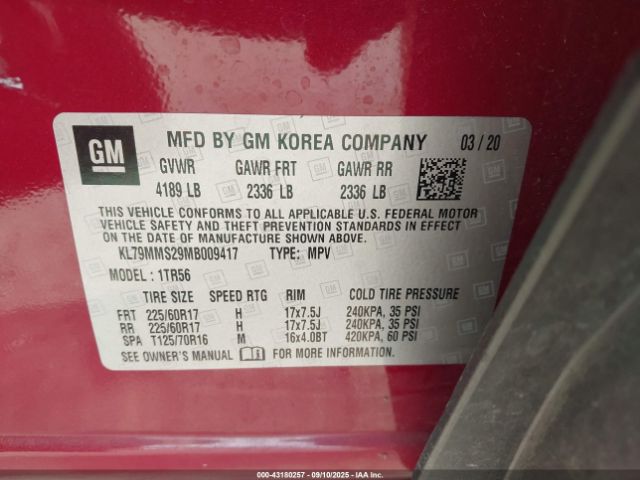 GM MFD BY GM KOREA COMPANY 03 / 20
GVWR GAWR FRT GAWR RR
4189 LB 2336 LB 2336 LB
THIS VEHICLE CONFORMS TO ALL APPLICABLE U.S. FEDERAL MOTOR
VEHICLE SAFETY AND THEFT PREVENTION STANDARDS IN EFFECT
ON THE DATE OF MANUFACTURE SHOWN ABOVE.
KL79MMS29MB009417 TYPE: MPV
MODEL : 1TR56
TIRE SIZE SPEED RTG RIM COLD TIRE PRESSURE
FRT 225/60R17 H 17x7.5J 240KPA, 35 PSI
RR 225/60R17 H 17x7.5J 240KPA, 35 PSI
SPA T125/70R16 M 16x4.0BT 420KPA, 60 PSI
SEE OWNER'S MANUAL FOR MORE INFORMATION.
000-43180257 - 09/10/2025 - IAA Inc.